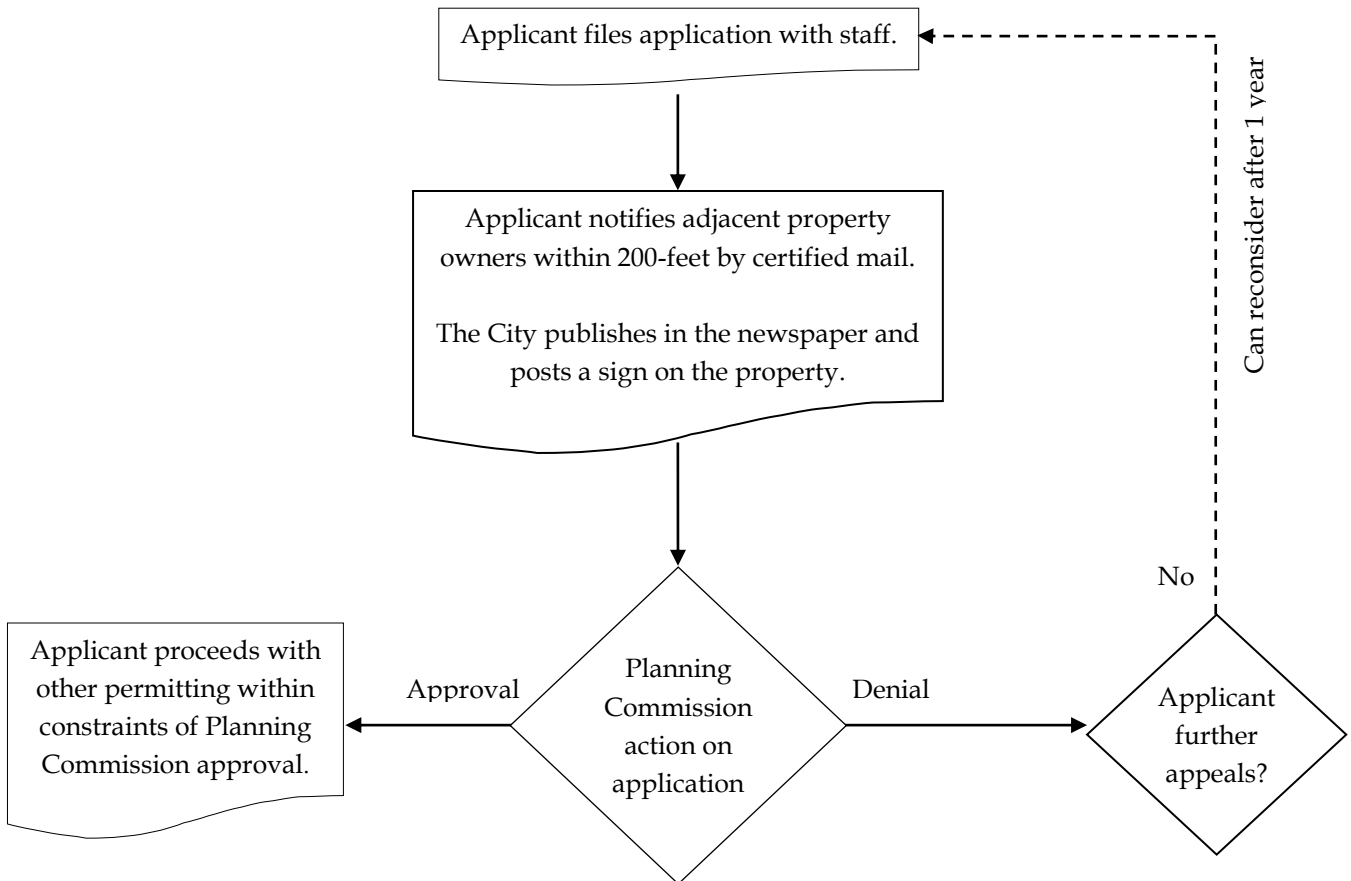 Applicant files application with staff.
Can reconsider after 1 year
Applicant notifies adjacent property
owners within 200-feet by certified mail.
The City publishes in the newspaper and
posts a sign on the property.
No
Applicant proceeds with
other permitting within
constraints of Planning
Commission approval.
Approval
Planning
Commission
action on
application
Denial
Applicant
further
appeals?